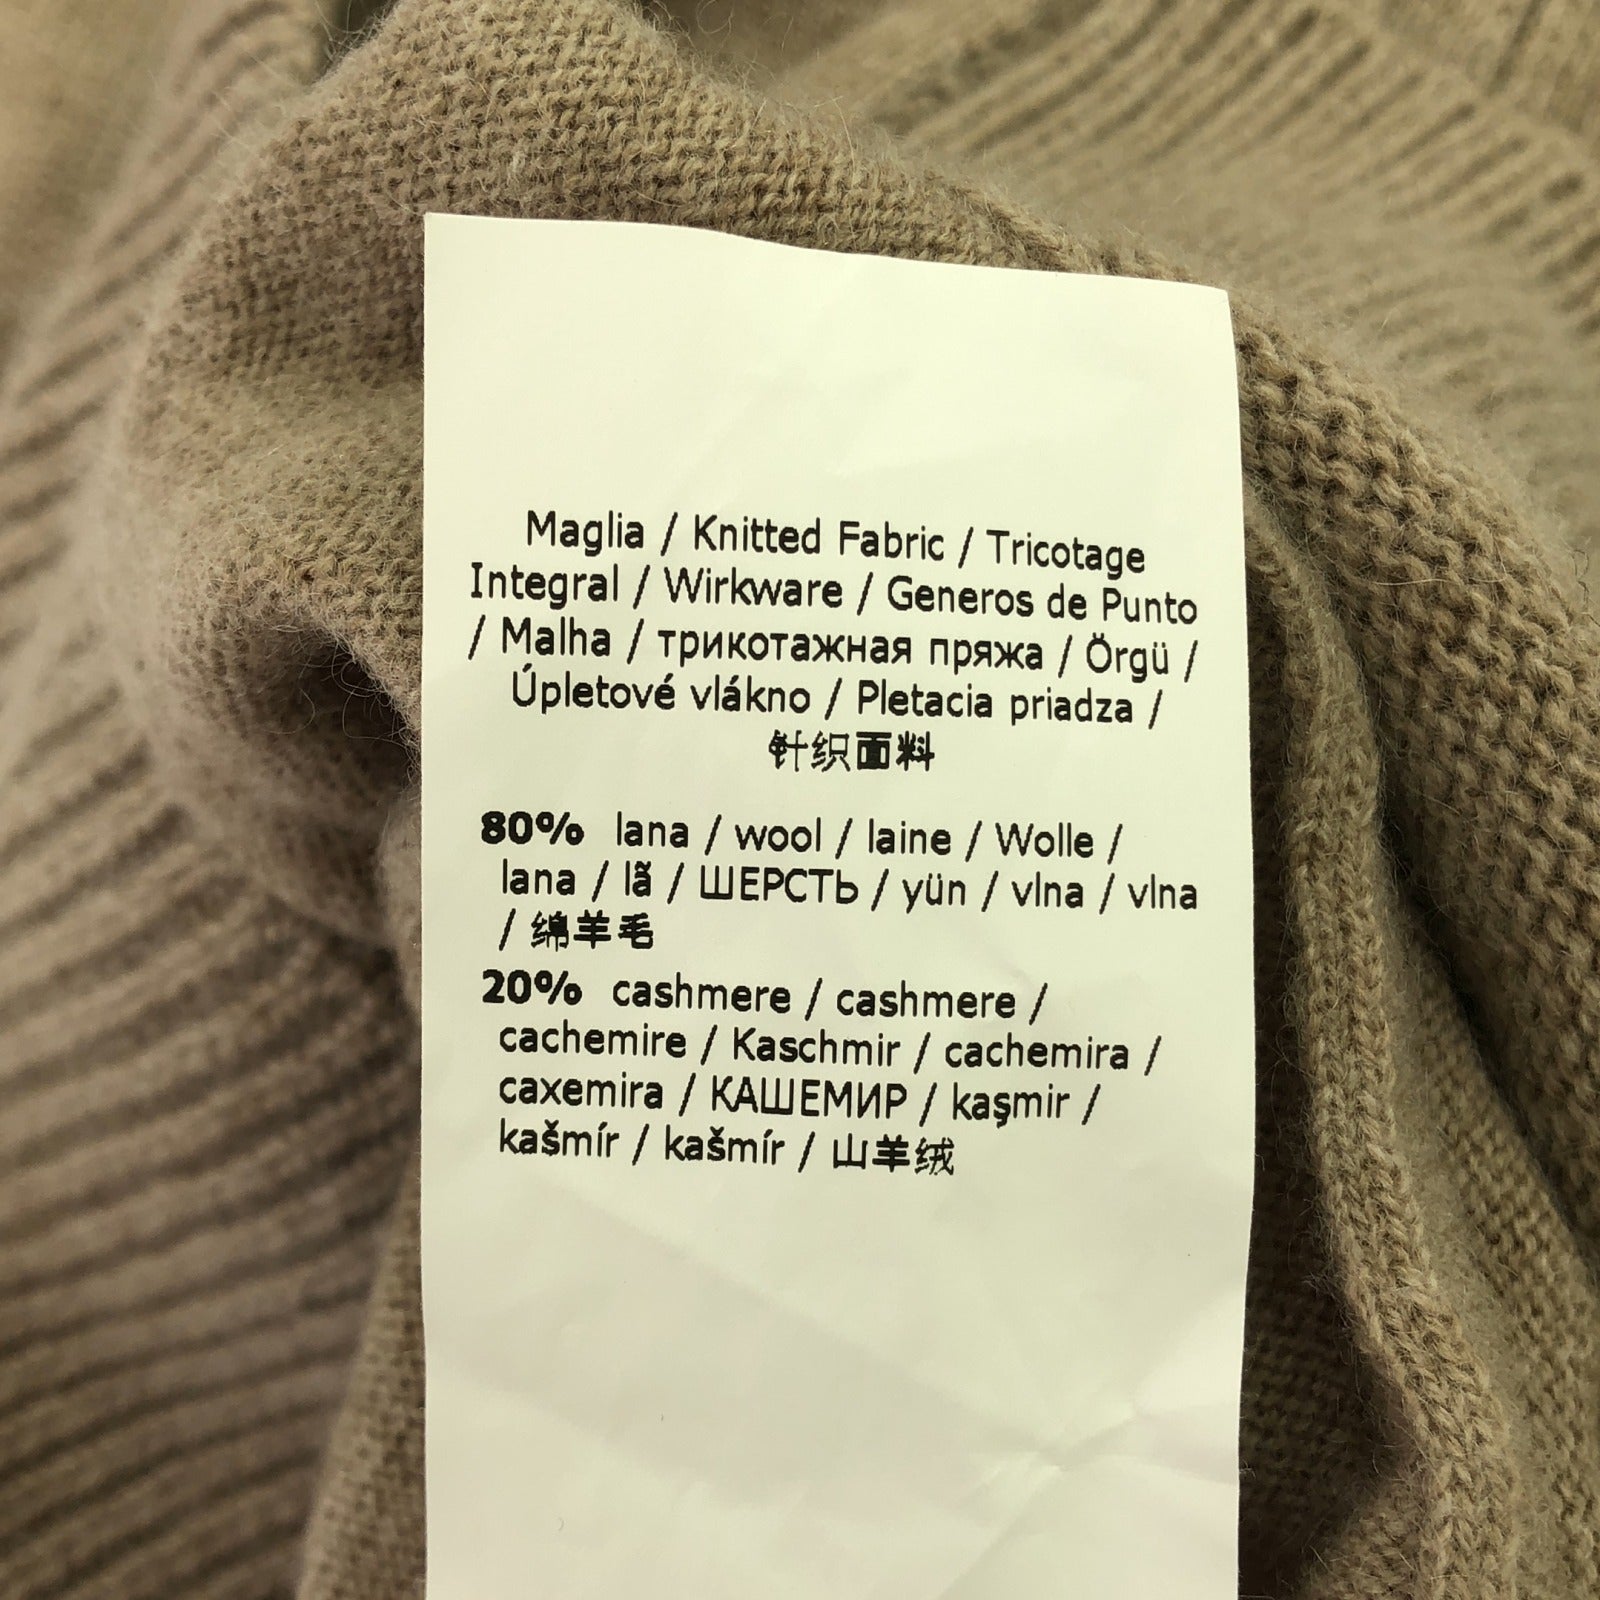 Maglia / Knitted Fabric / Tricotage
Integral / Wirkware / Generos de Punto
/ Malha / трикотажная пряжа / Örgü /
Úpletové vlákno / Pletacia priadza /
针织面料
80% lana / wool / laine / Wolle /
lana / lã / ШЕРСТЬ / yün / vlna / vlna
/ 绵羊毛
20% cashmere / cashmere /
cachemire / Kaschmir / cachemira /
caxemira / КАШЕМИР / kaşmir /
kašmír / kašmír / 山羊绒